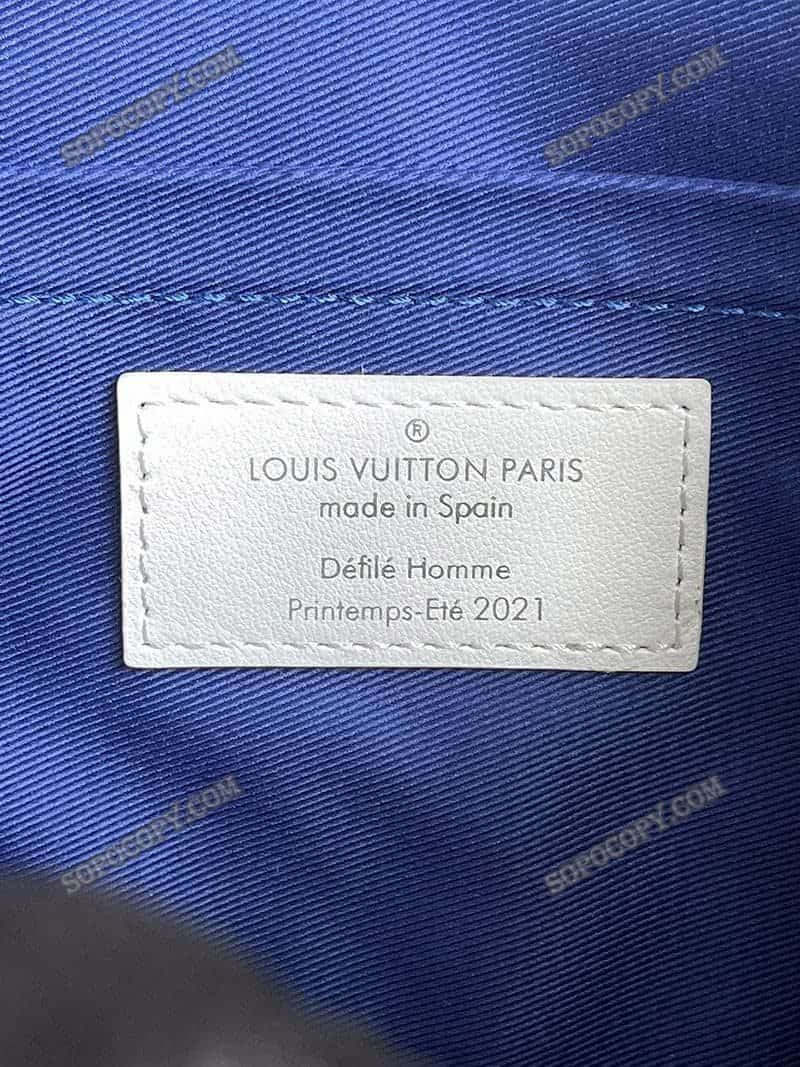 SOPOCOPY.COM
SOPOCOPY.COM
®
LOUIS VUITTON PARIS
made in Spain
Défilé Homme
Printemps-Eté 2021
SOPOCOPY.COM
SOPOCOPY.COM